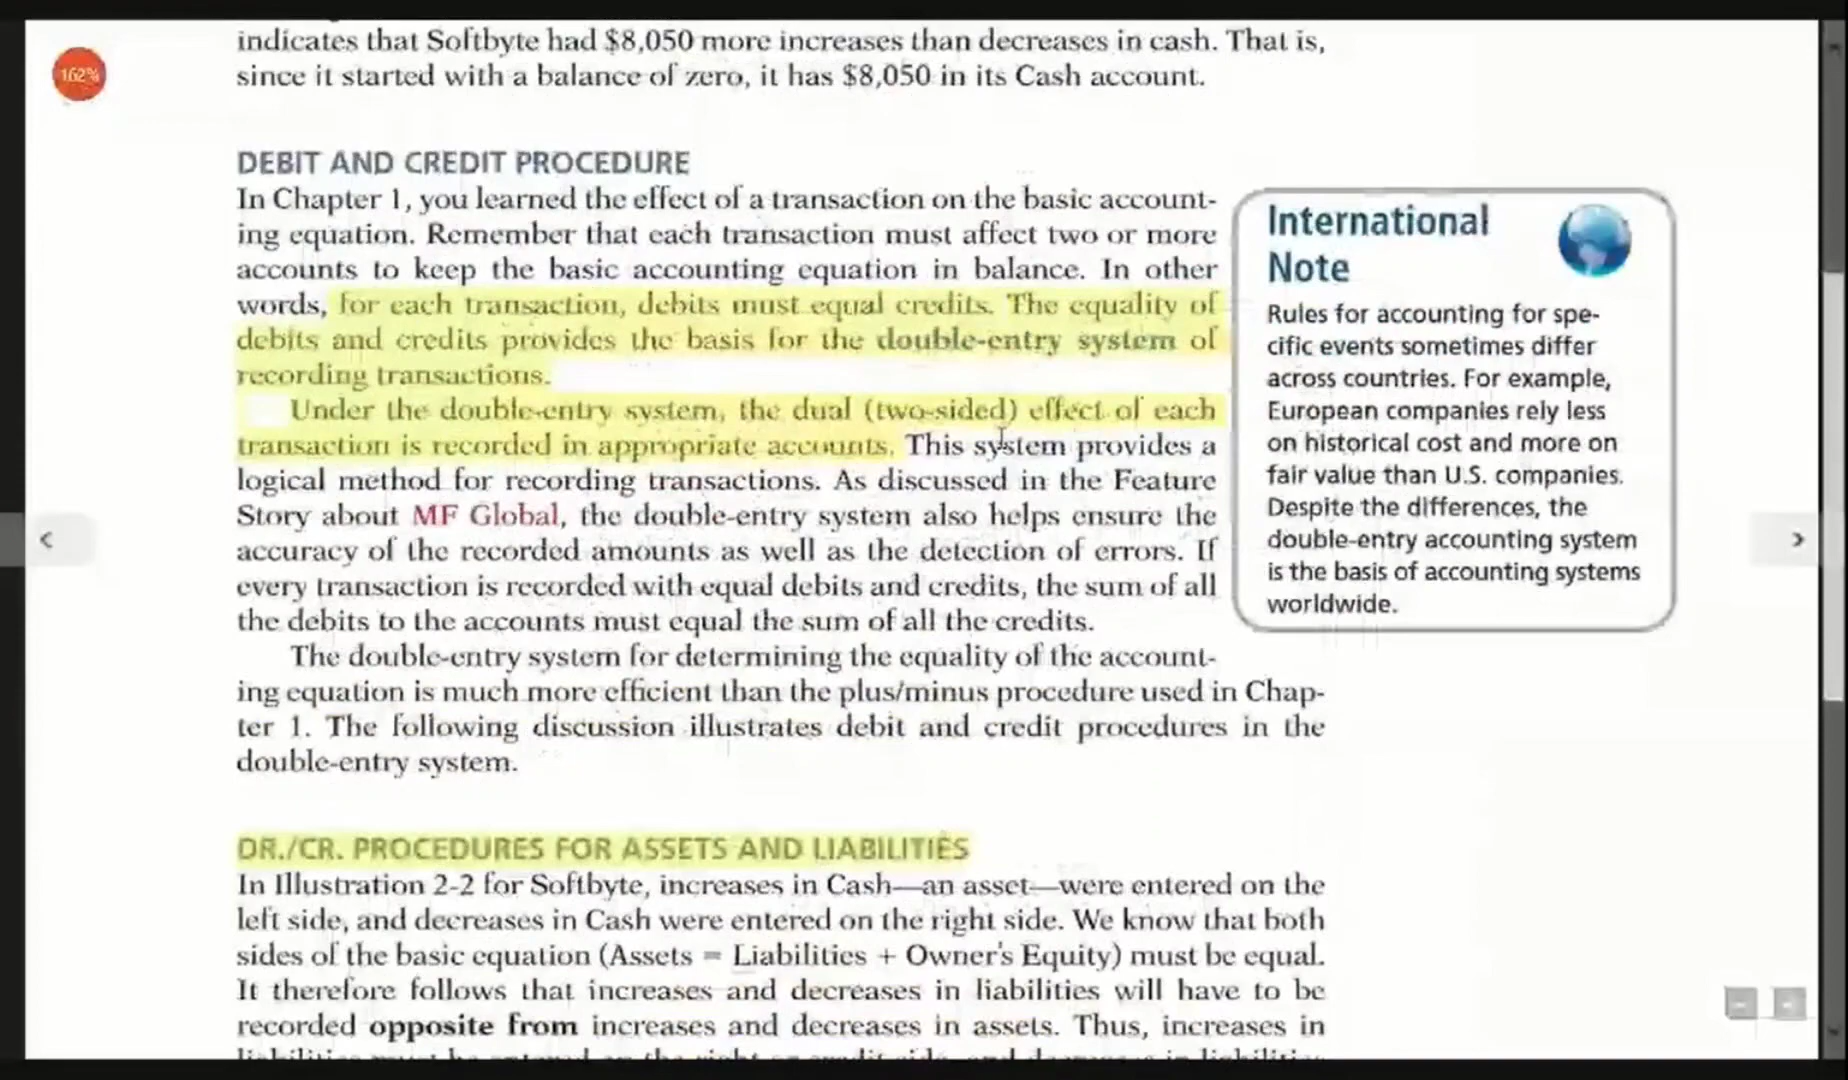 indicates that Softbyte had $8,050 more increases than decreases in cash. That is,
since it started with a balance of zero, it has $8,050 in its Cash account.
162%
DEBIT AND CREDIT PROCEDURE
In Chapter 1, you learned the effect of a transaction on the basic account-
ing equation. Remember that each transaction must affect two or more
accounts to keep the basic accounting equation in balance. In other
words, for each transaction, debits must equal credits. The equality of
debits and credits provides the basis for the double-entry system of
recording transactions.
Under the double-entry system, the dual (two-sided) effect of each
transaction is recorded in appropriate accounts. This system provides a
logical method for recording transactions. As discussed in the Feature
Story about MF Global, the double-entry system also helps ensure the
accuracy of the recorded amounts as well as the detection of errors. If
every transaction is recorded with equal debits and credits, the sum of all
the debits to the accounts must equal the sum of all the credits.
The double-entry system for determining the equality of the account-
ing equation is much more efficient than the plus/minus procedure used in Chap-
ter 1. The following discussion illustrates debit and credit procedures in the
double-entry system.
International
Note
Rules for accounting for spe-
cific events sometimes differ
across countries. For example,
European companies rely less
on historical cost and more on
fair value than U.S. companies.
Despite the differences, the
double-entry accounting system
is the basis of accounting systems
worldwide.
DR./CR. PROCEDURES FOR ASSETS AND LIABILITIES
In Illustration 2-2 for Softbyte, increases in Cash—an asset—were entered on the
left side, and decreases in Cash were entered on the right side. We know that both
sides of the basic equation (Assets = Liabilities + Owner's Equity) must be equal.
It therefore follows that increases and decreases in liabilities will have to be
recorded opposite from increases and decreases in assets. Thus, increases in